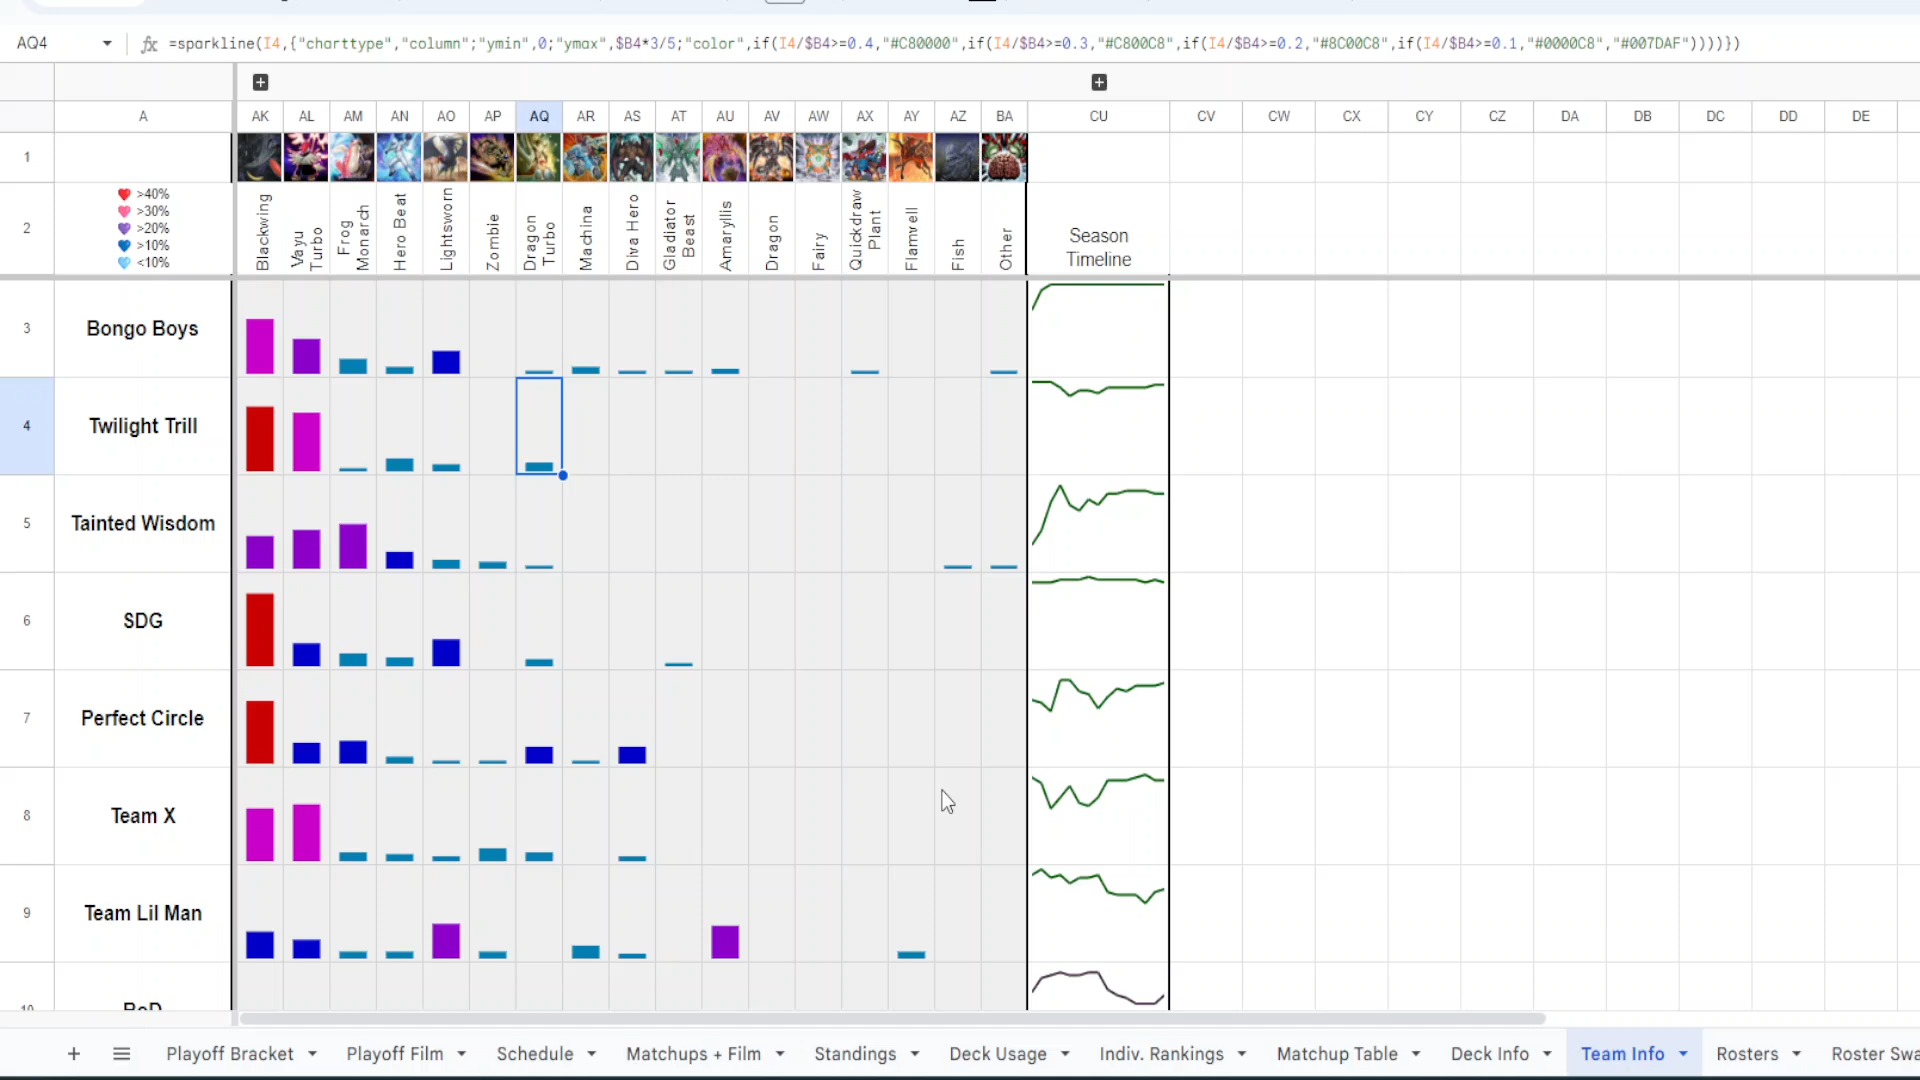 AQ4
=sparkline(I4,{"charttype","column";"ymin",0;"ymax",$B4*3/5;"color",if(I4/$B4>=0.4,"#C80000",if(I4/$B4>=0.3,"#C800C8",if(I4/$B4>=0.2,"#8C00C8",if(I4/$B4>=0.1,"#0000C8","#007DAF"))))})
A AK AL AM AN AO AP AQ AR AS AT AU AV AW AX AY AZ BA CU CV CW CX CY CZ DA DB DC DD DE
1
2
>40%
>30%
>20%
>10%
<10%
Blackwing
Vayu
Turbo
Frog
Monarch
Hero Beat
Lightsworn
Zombie
Dragon
Turbo
Machina
Diva Hero
Gladiator
Beast
Amaryllis
Dragon
Fairy
Quickdraw
Plant
Flamvell
Fish
Other
Season
Timeline
3 Bongo Boys
4 Twilight Trill
5 Tainted Wisdom
6 SDG
7 Perfect Circle
8 Team X
9 Team Lil Man
10
Playoff Bracket Playoff Film Schedule Matchups + Film Standings Deck Usage Indiv. Rankings Matchup Table Deck Info Team Info Rosters Roster Swa